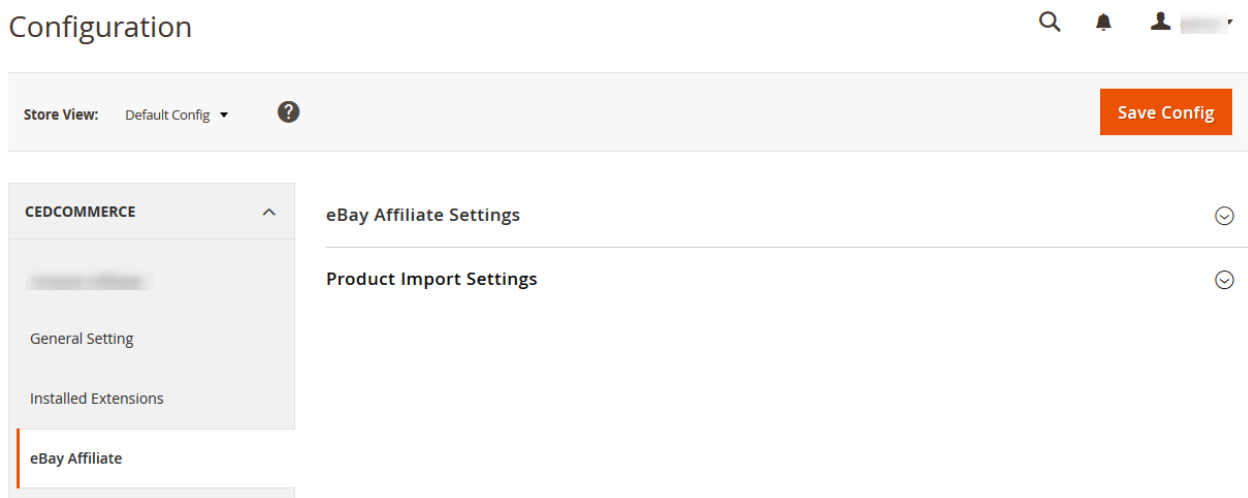 Configuration
Store View: Default Config
Save Config
CEDCOMMERCE
General Setting
Installed Extensions
eBay Affiliate
eBay Affiliate Settings
Product Import Settings